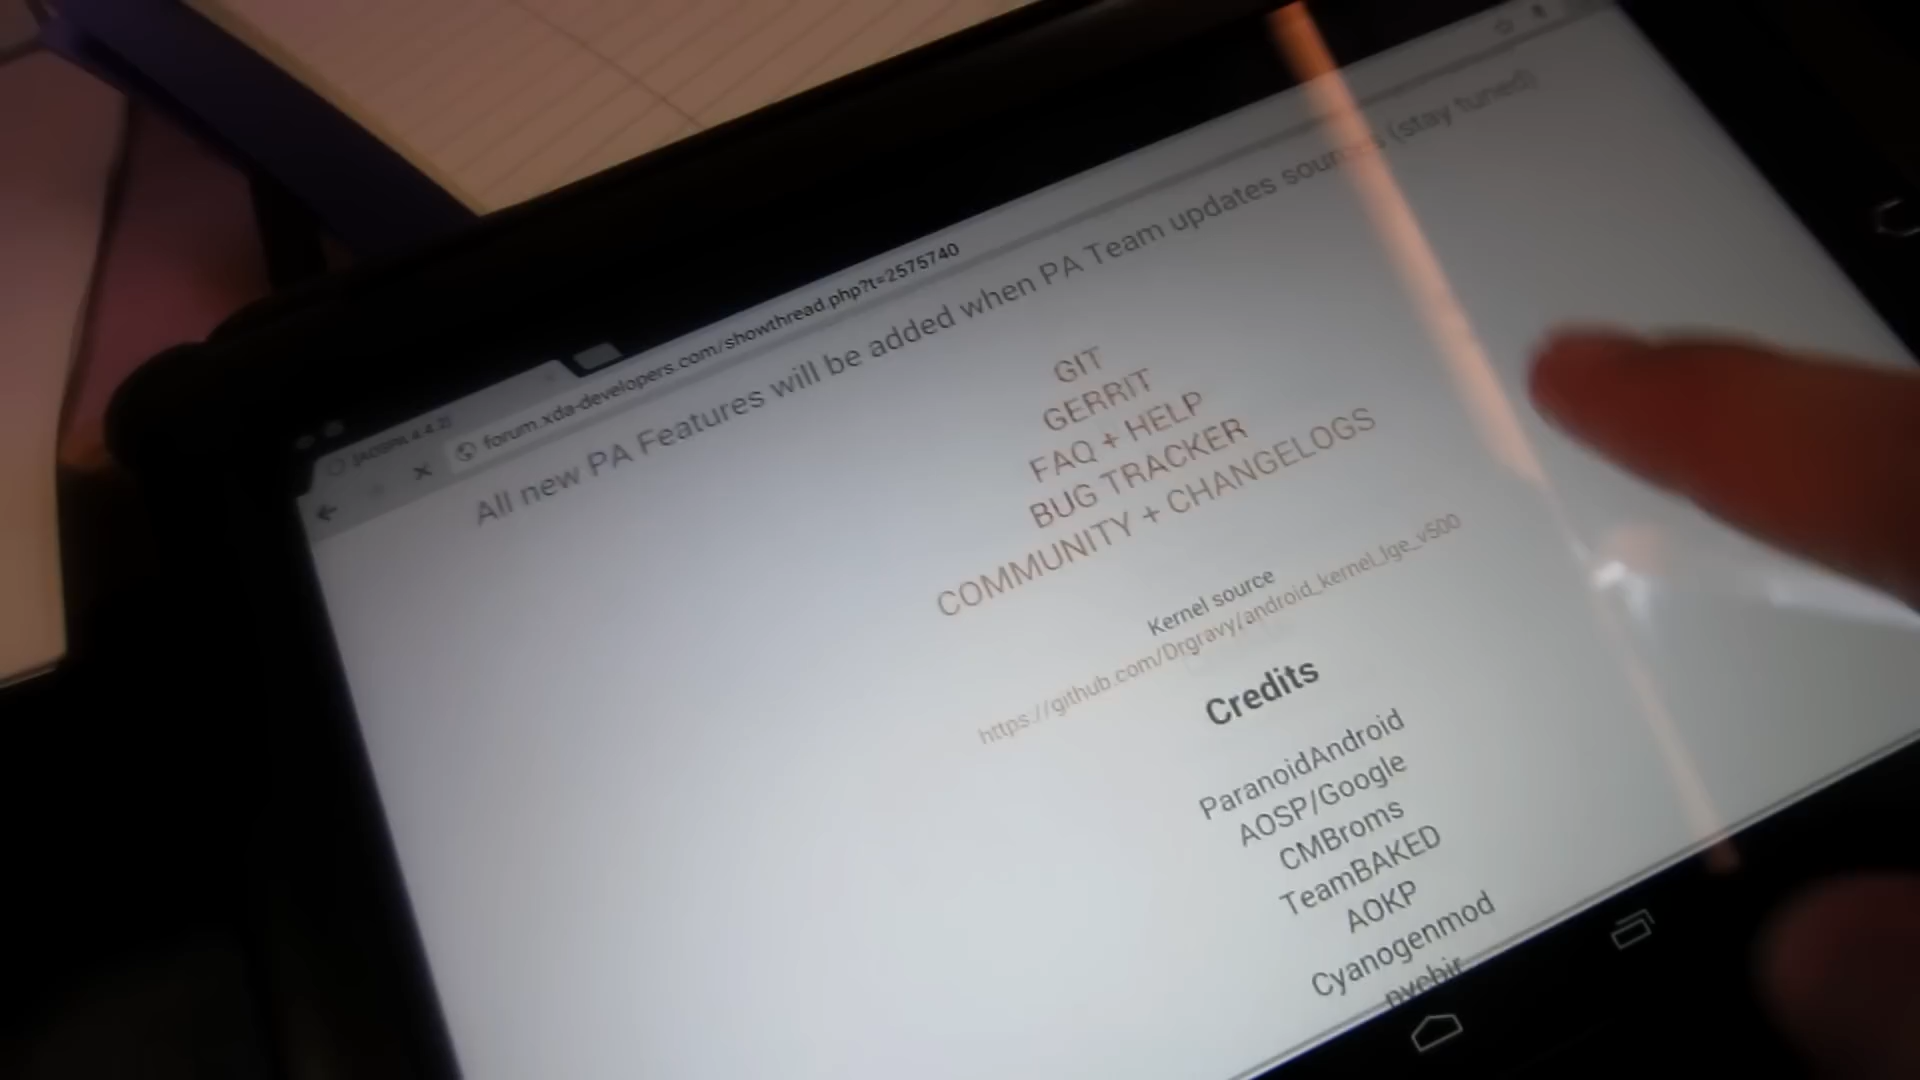 forum.xda-developers.com/showthread.php?t=2575740
All new PA Features will be added when PA Team updates sources (stay tuned)
GIT
GERRIT
FAQ + HELP
BUG TRACKER
COMMUNITY + CHANGELOGS
Kernel source
https://github.com/Drgravy/android_kernel_lge_v500
Credits
ParanoidAndroid
AOSP/Google
CMBroms
TeamBAKED
AOKP
Cyanogenmod